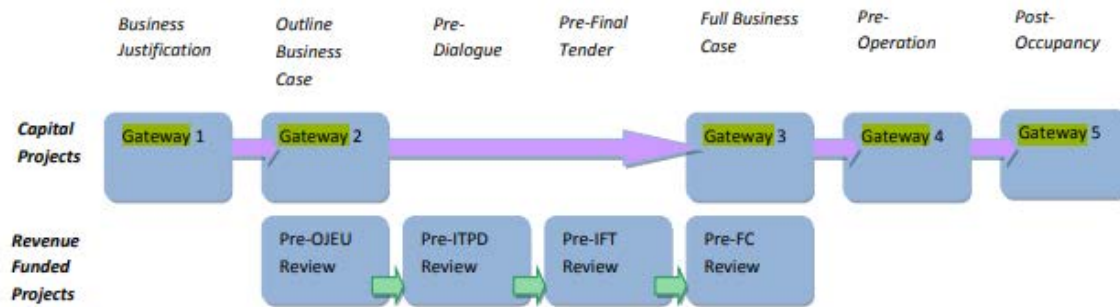 Business
Justification
Outline
Business
Case
Pre-
Dialogue
Pre-Final
Tender
Full Business
Case
Pre-
Operation
Post-
Occupancy
Capital
Projects
Gateway 1
Gateway 2
Gateway 3
Gateway 4
Gateway 5
Revenue
Funded
Projects
Pre-OJEU
Review
Pre-ITPD
Review
Pre-IFT
Review
Pre-FC
Review